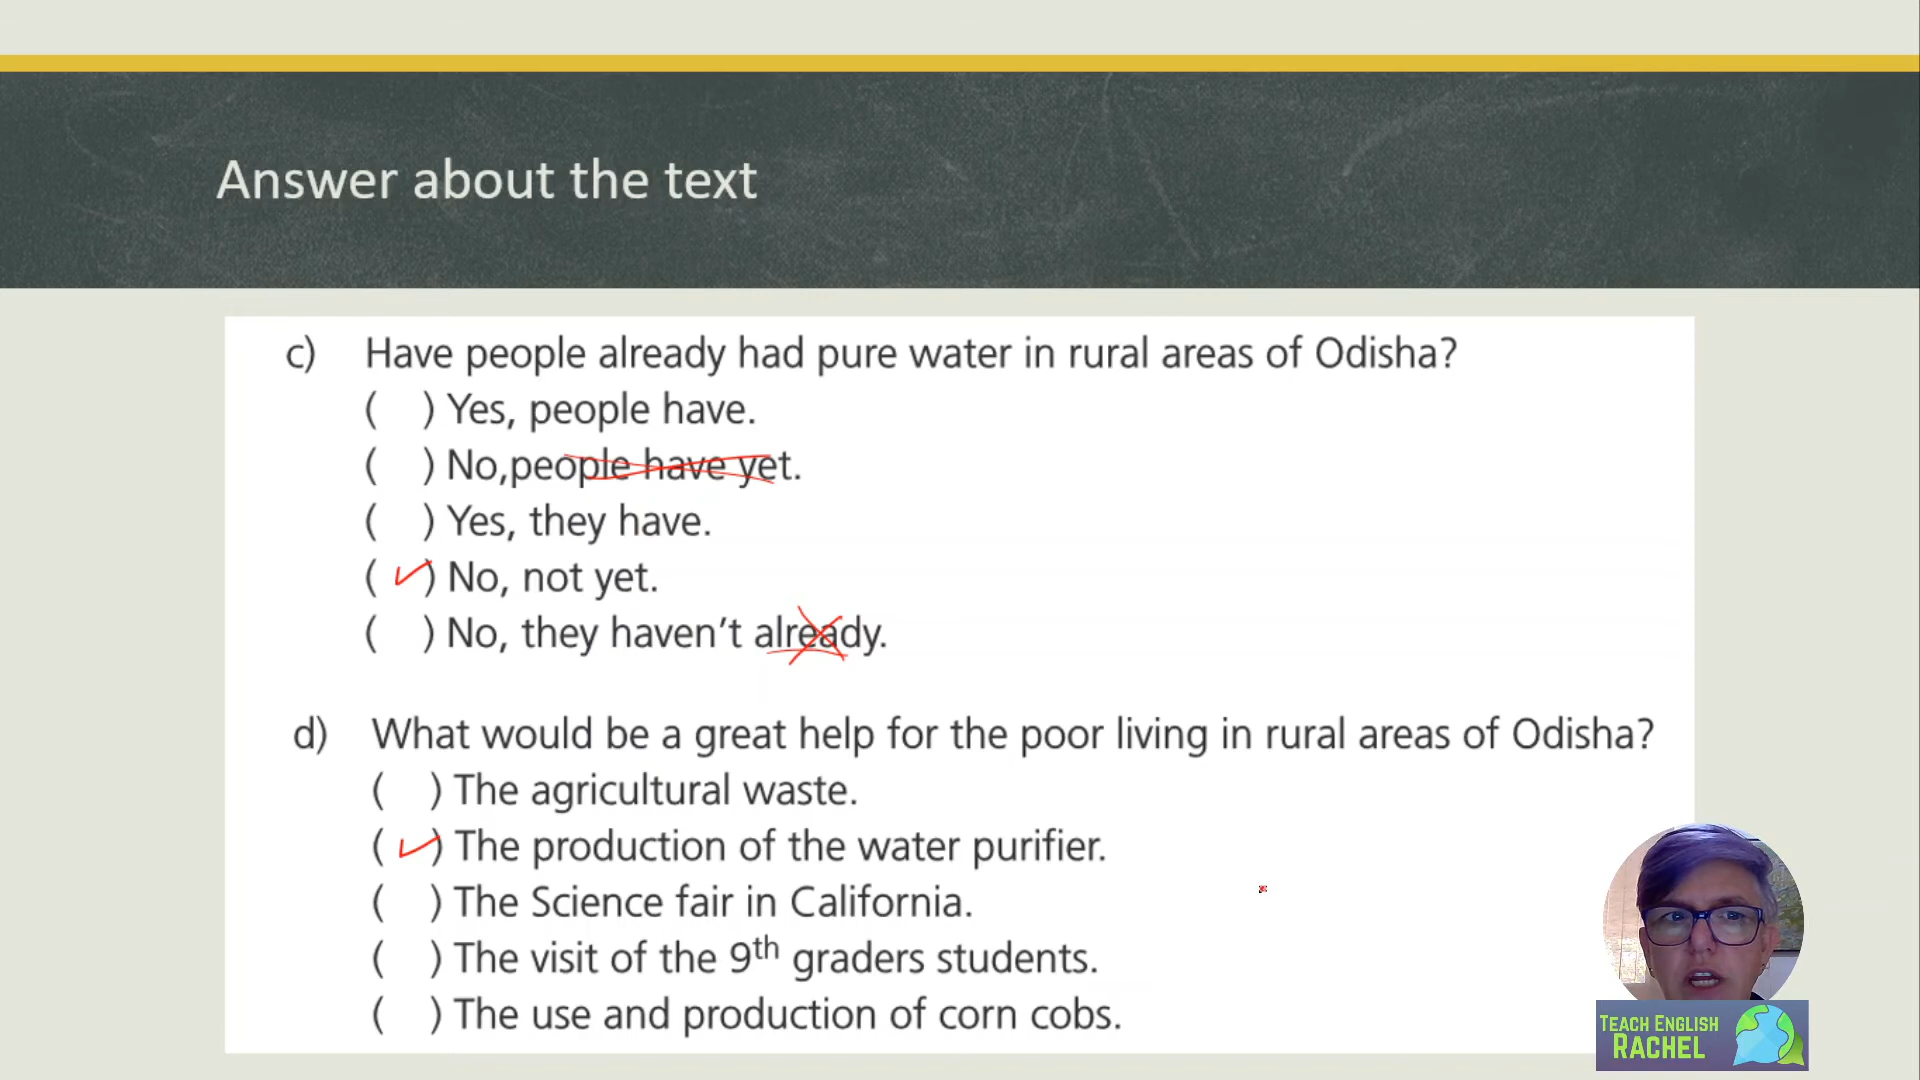 Answer about the text
c) Have people already had pure water in rural areas of Odisha?
( ) Yes, people have.
( ) No,people have yet.
( ) Yes, they have.
( ✓) No, not yet.
( ) No, they haven't already.
d) What would be a great help for the poor living in rural areas of Odisha?
( ) The agricultural waste.
( ✓) The production of the water purifier.
( ) The Science fair in California.
( ) The visit of the 9th graders students.
( ) The use and production of corn cobs.
TEACH ENGLISH
RACHEL